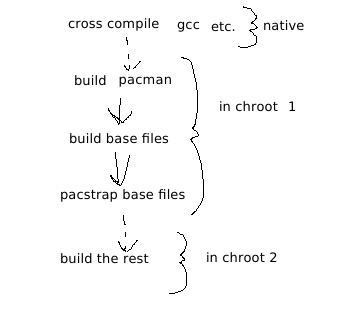 cross compile gcc etc. native
build pacman
in chroot 1
build base files
pacstrap base files
build the rest in chroot 2